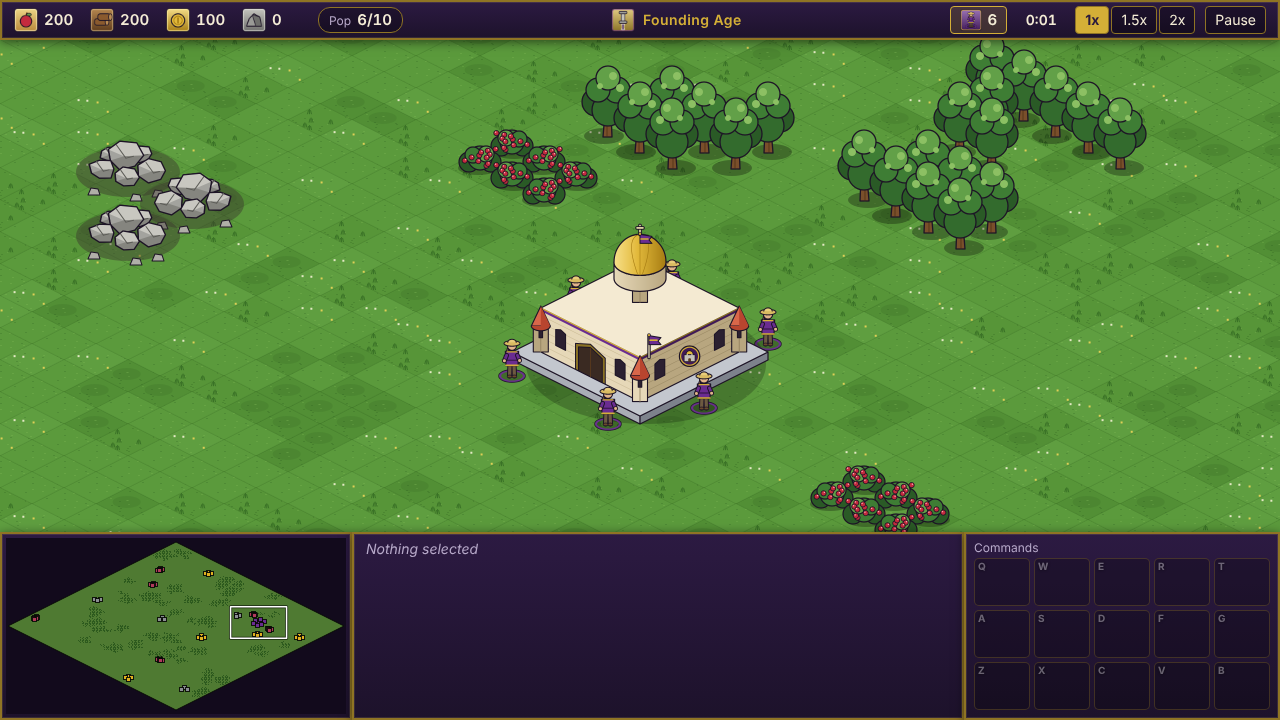 200
200
100
0
Pop 6/10
Founding Age
6
0:01
1x
1.5x
2x
Pause
Nothing selected
Commands
Q W E R T
A S D F G
Z X C V B